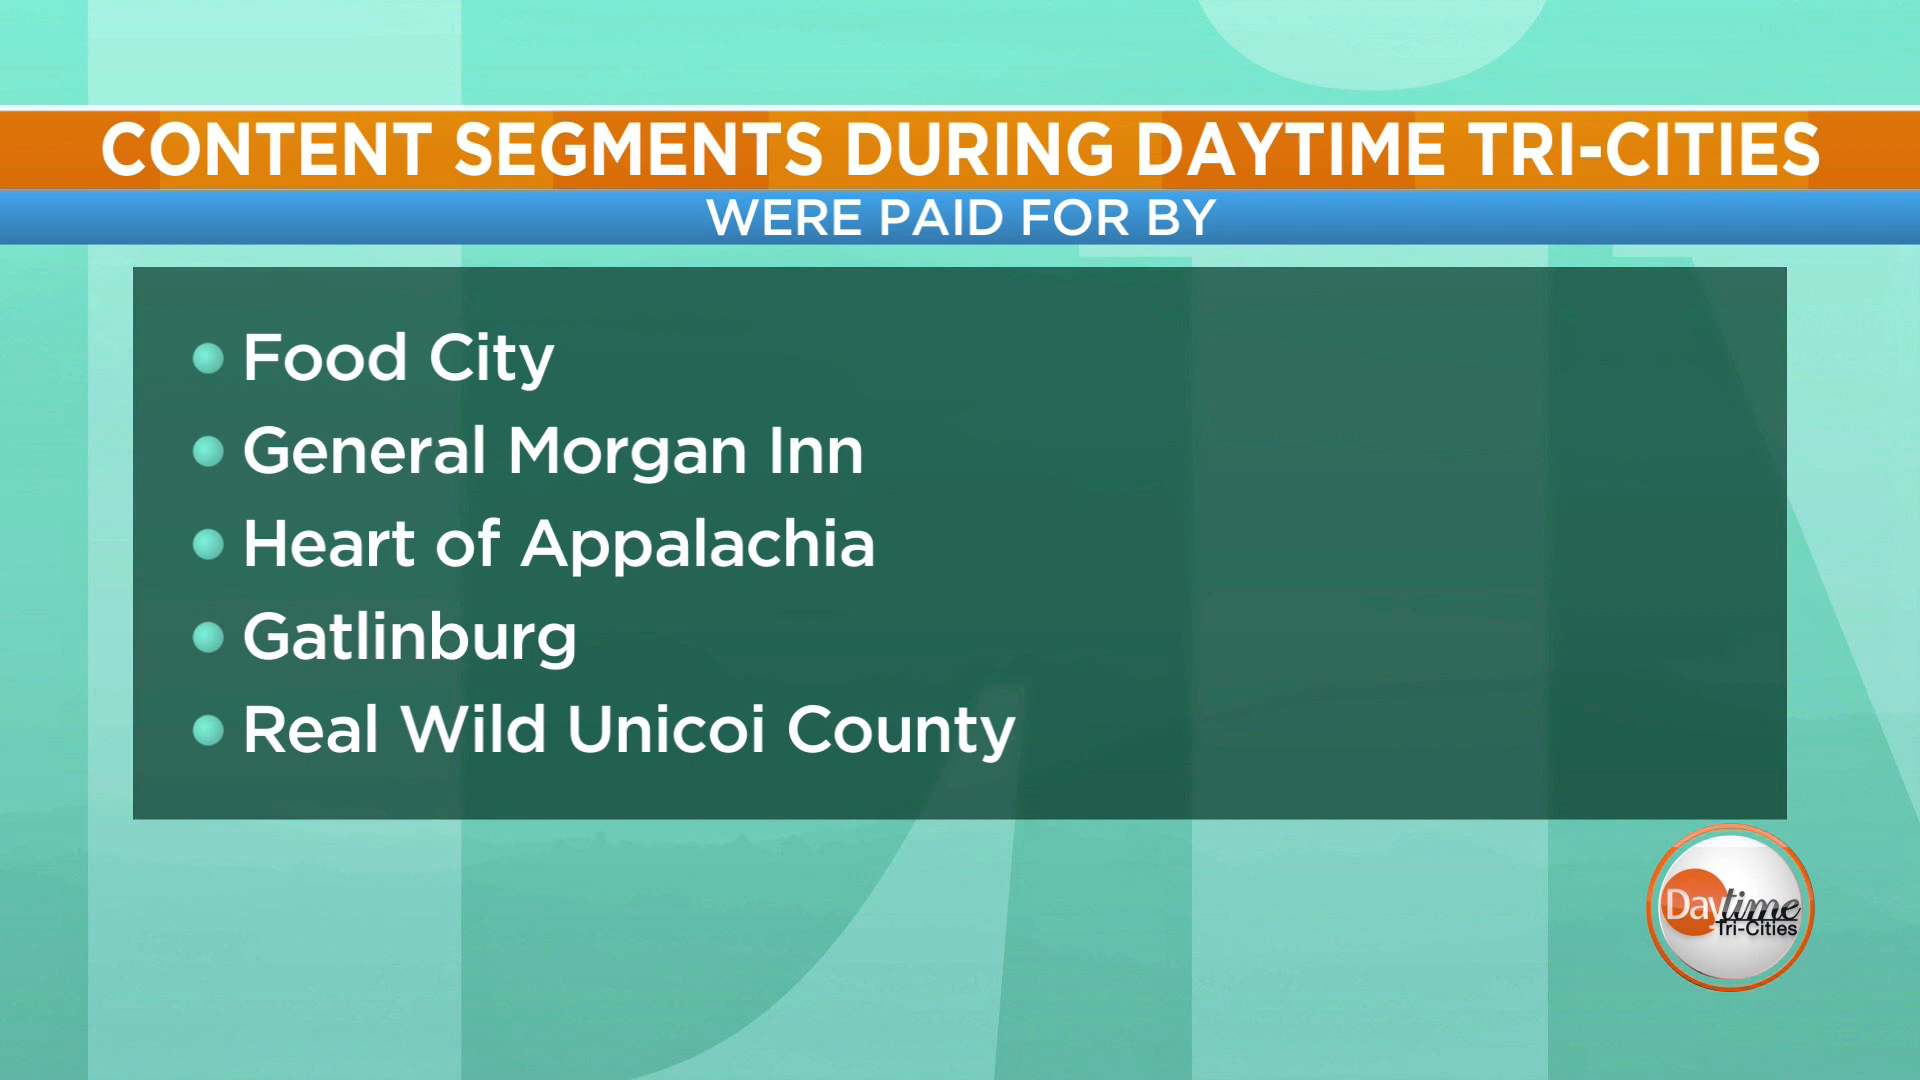 CONTENT SEGMENTS DURING DAYTIME TRI-CITIES
WERE PAID FOR BY
Food City
General Morgan Inn
Heart of Appalachia
Gatlinburg
Real Wild Unicoi County
Daytime
Tri-Cities